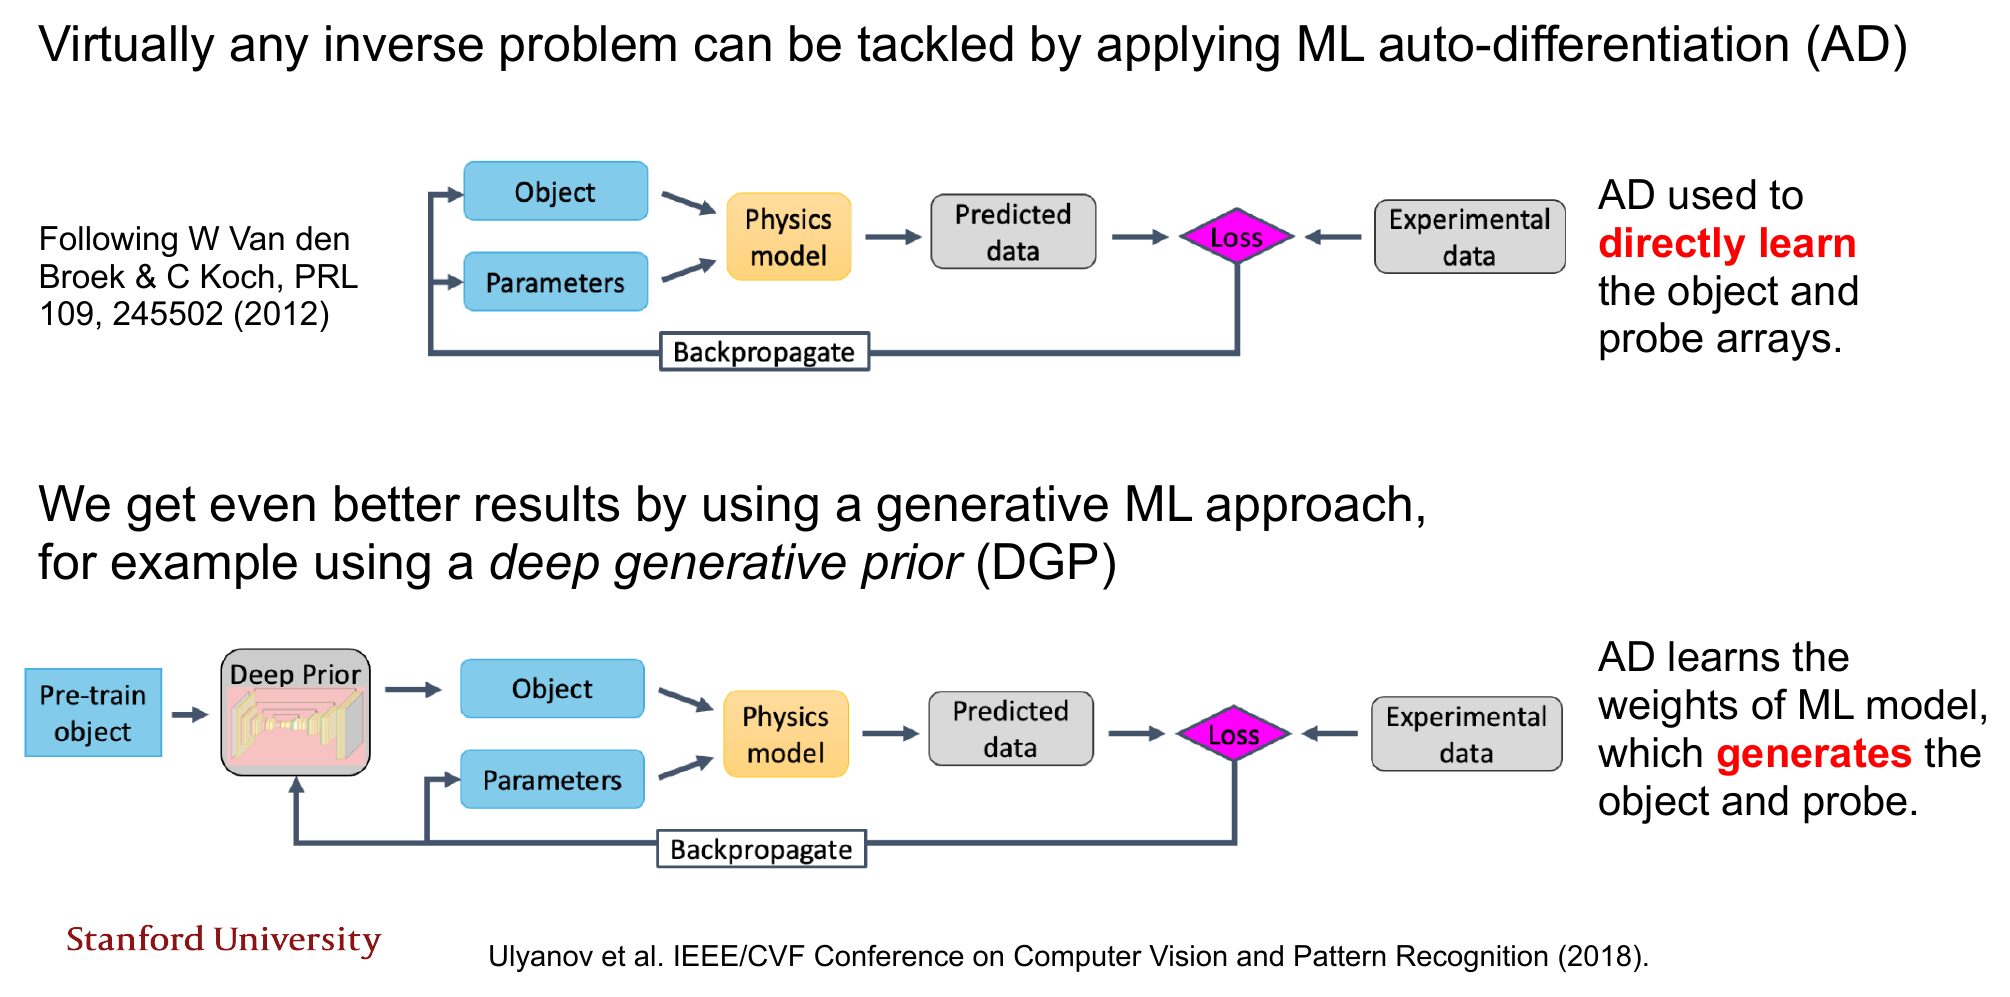 Virtually any inverse problem can be tackled by applying ML auto-differentiation (AD)
Following W Van den
Broek & C Koch, PRL
109, 245502 (2012)
Object
Parameters
Physics
model
Predicted
data
Loss
Experimental
data
Backpropagate
AD used to
directly learn
the object and
probe arrays.
We get even better results by using a generative ML approach,
for example using a deep generative prior (DGP)
Pre-train
object
Deep Prior
Object
Parameters
Physics
model
Predicted
data
Loss
Experimental
data
Backpropagate
AD learns the
weights of ML model,
which generates the
object and probe.
Stanford University
Ulyanov et al. IEEE/CVF Conference on Computer Vision and Pattern Recognition (2018).